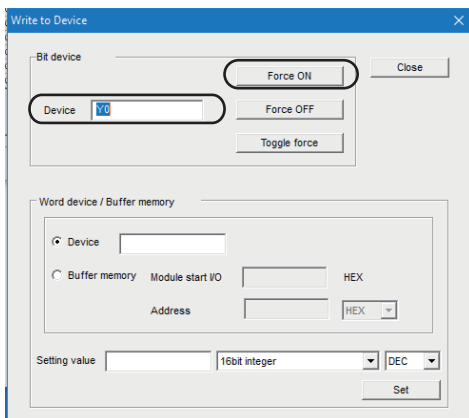 Write to Device
Bit device
Force ON
Close
Device Y0
Force OFF
Toggle force
Word device / Buffer memory
Device
Buffer memory Module start I/O HEX
Address HEX
Setting value 16bit integer DEC
Set